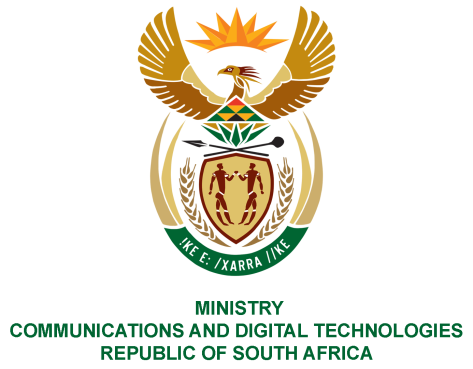 !KE E: /XARRA //KE
MINISTRY
COMMUNICATIONS AND DIGITAL TECHNOLOGIES
REPUBLIC OF SOUTH AFRICA